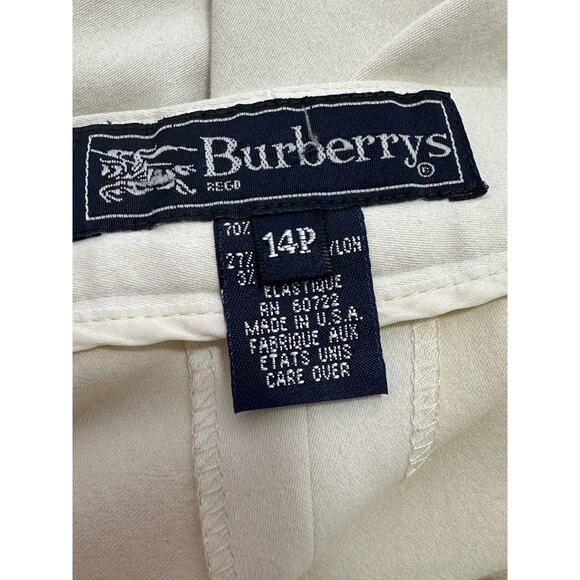 Burberrys
REGD ®
14P
70%
27% YLON
3%
ELASTIQUE
RN 60722
MADE IN U.S.A.
FABRIQUE AUX
ETATS UNIS
CARE OVER